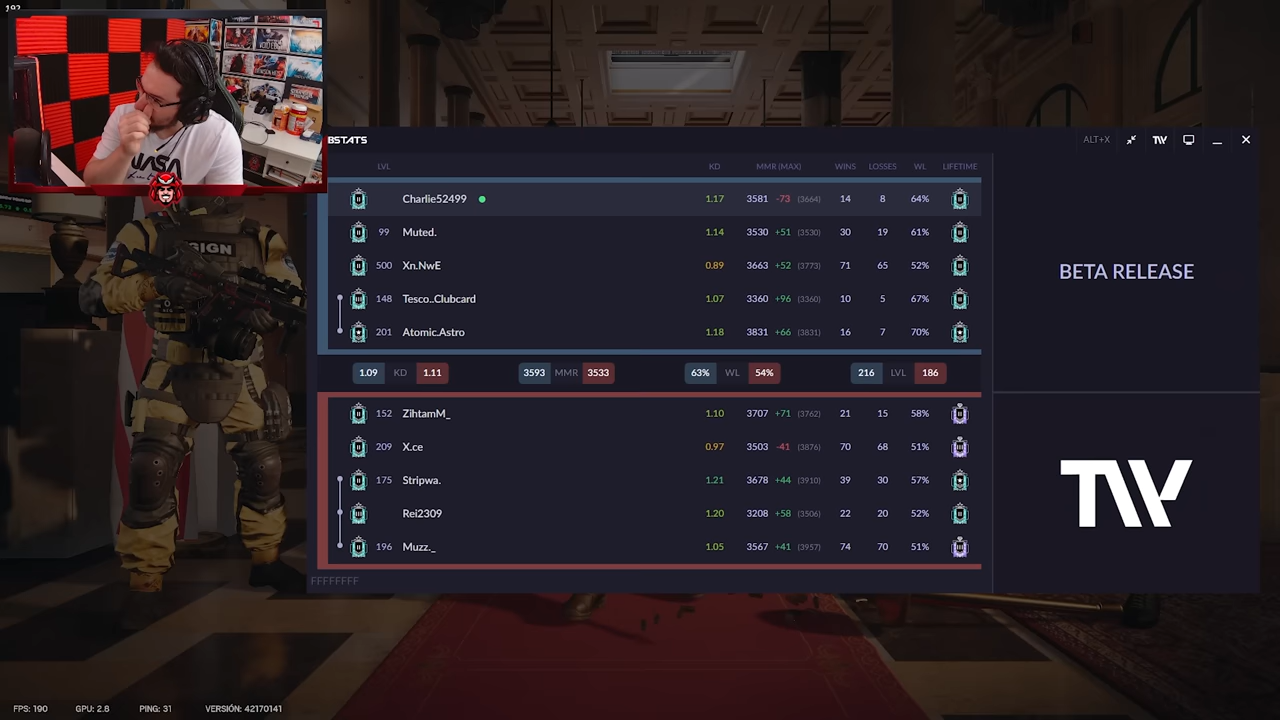 192
NASA
SIGN
BSTATS ALT+X TW
LVL KD MMR (MAX) WINS LOSSES WL LIFETIME
Charlie52499 1.17 3581 -73 (3664) 14 8 64%
99 Muted. 1.14 3530 +51 (3530) 30 19 61%
500 Xn.NwE 0.89 3663 +52 (3773) 71 65 52%
148 Tesco..Clubcard 1.07 3360 +96 (3360) 10 5 67%
201 Atomic.Astro 1.18 3831 +66 (3831) 16 7 70%
1.09 KD 1.11 3593 MMR 3533 63% WL 54% 216 LVL 186
152 ZihtamM_ 1.10 3707 +71 (3762) 21 15 58%
209 X.ce 0.97 3503 -41 (3876) 70 68 51%
175 Stripwa. 1.21 3678 +44 (3910) 39 30 57%
Rei2309 1.20 3208 +58 (3506) 22 20 52%
196 Muzz._ 1.05 3567 +41 (3957) 74 70 51%
FFFFFFFF
BETA RELEASE
TW
FPS: 190 GPU: 2.8 PING: 31 VERSIÓN: 42170141